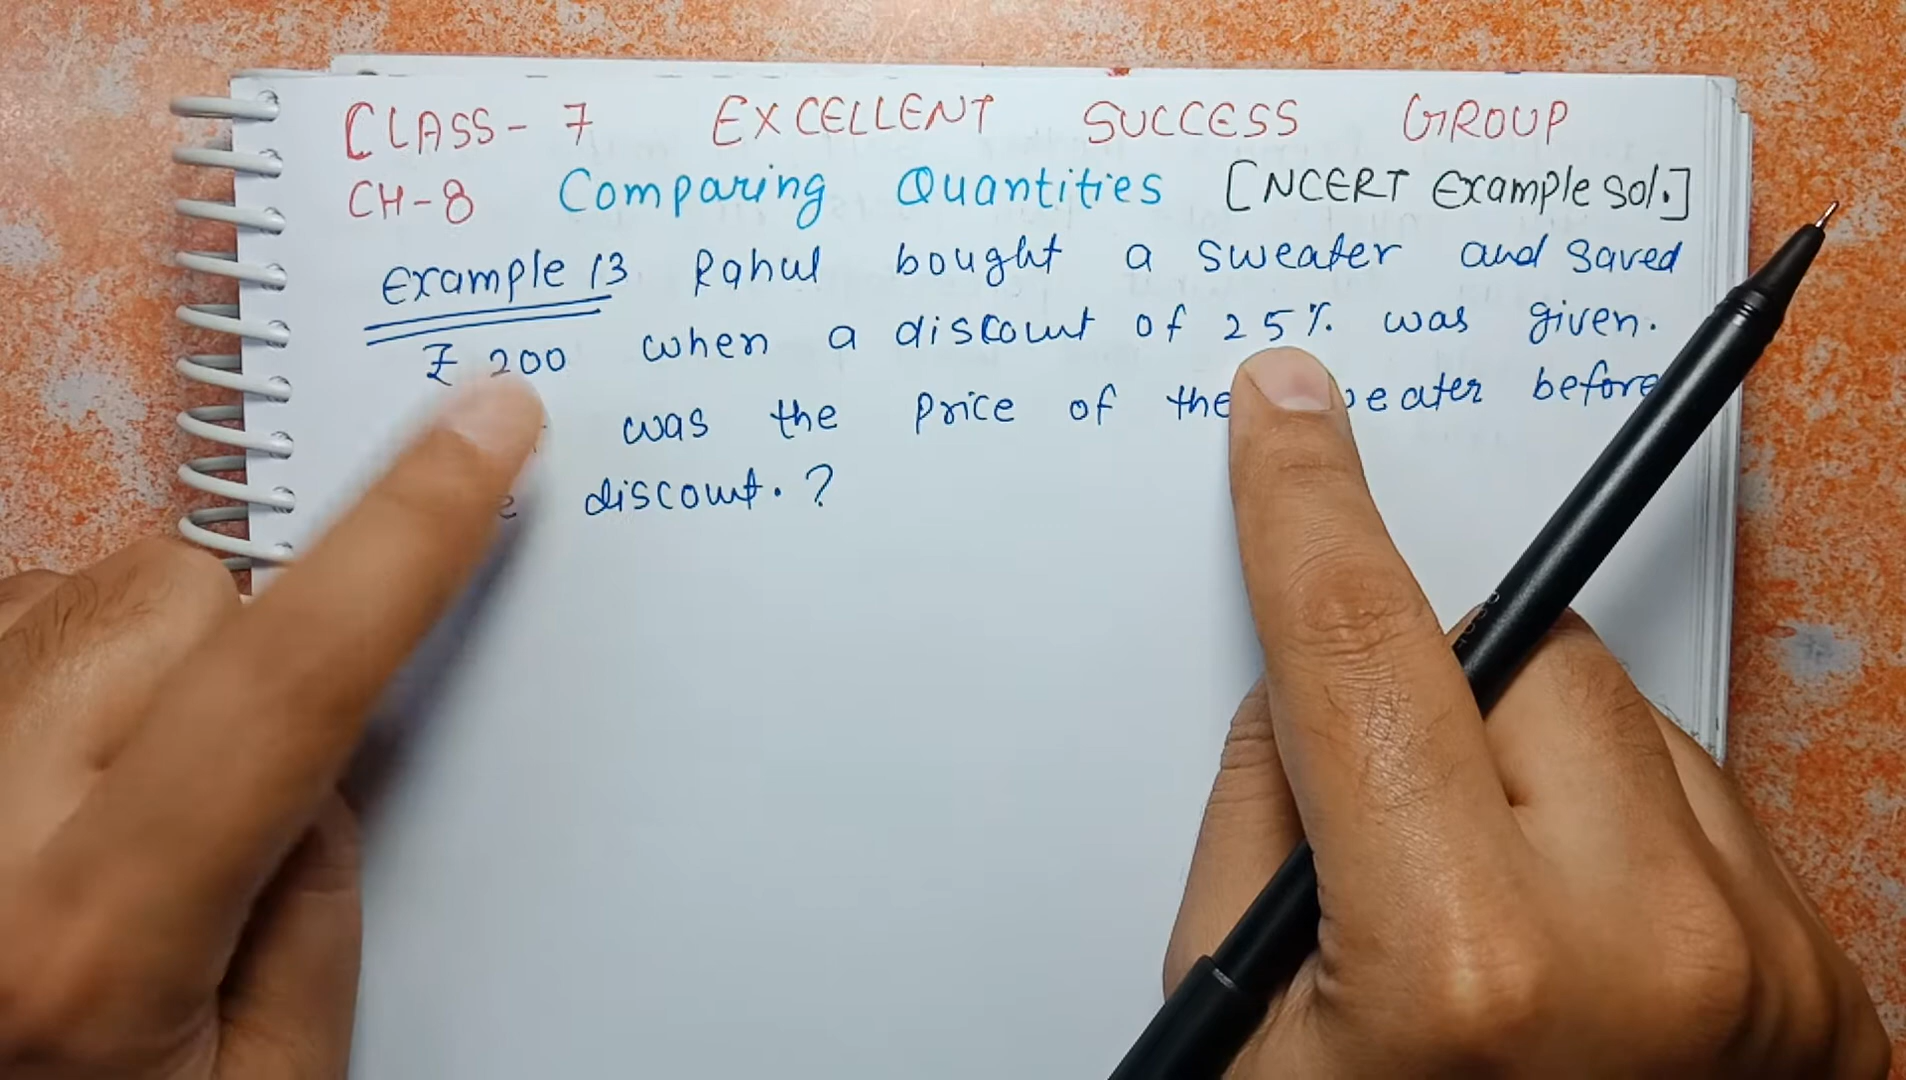 CLASS-7 EXCELLENT SUCCESS GROUP
CH-8 Comparing Quantities [NCERT Example sol.]
Example 13 Rahul bought a sweater and saved
₹ 200 when a discount of 25% was given.
was the Price of the before
discount.?